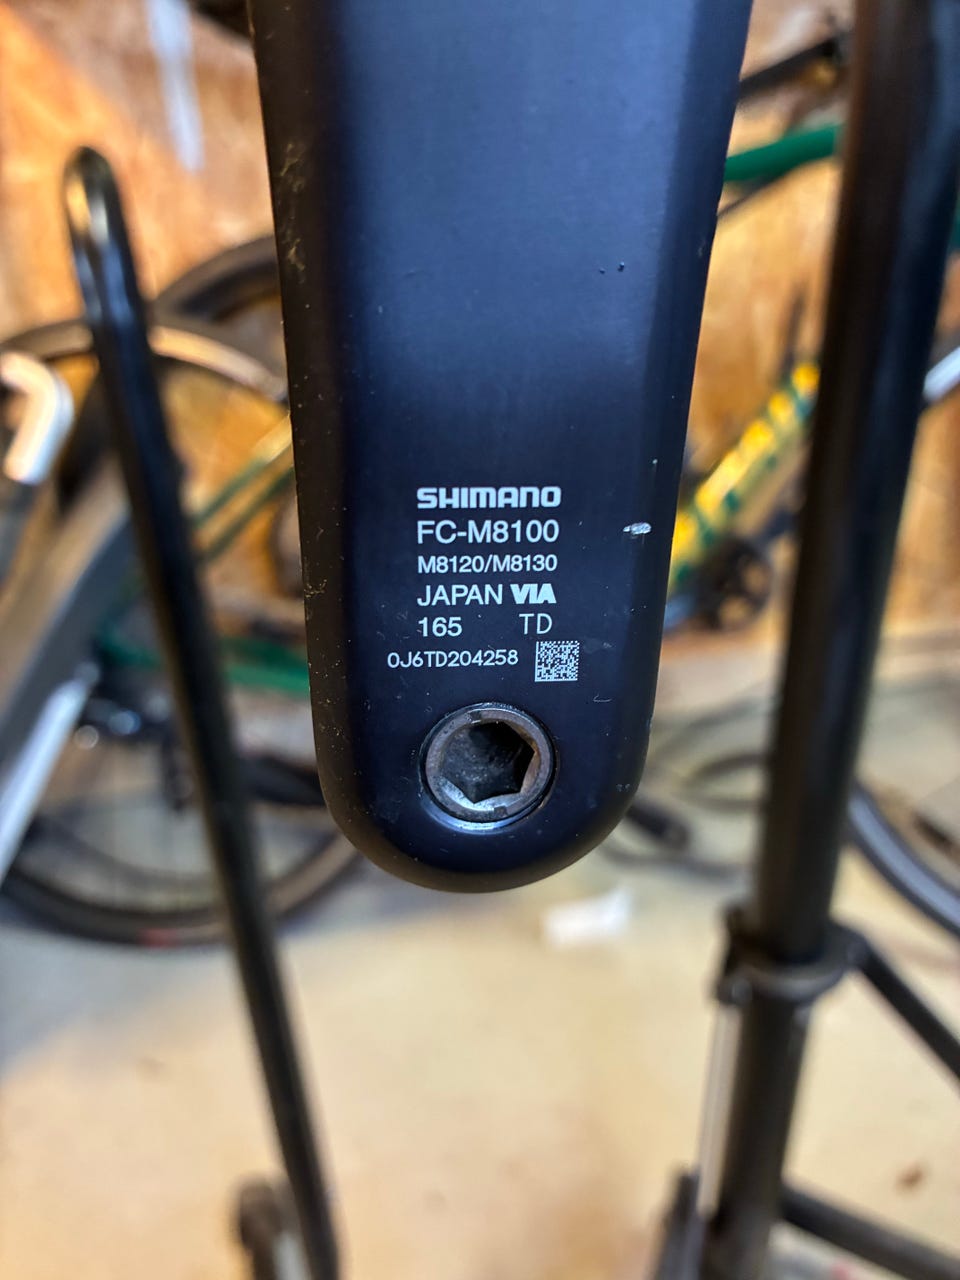 SHIMANO
FC-M8100
M8120/M8130
JAPAN VIA
165 TD
0J6TD204258